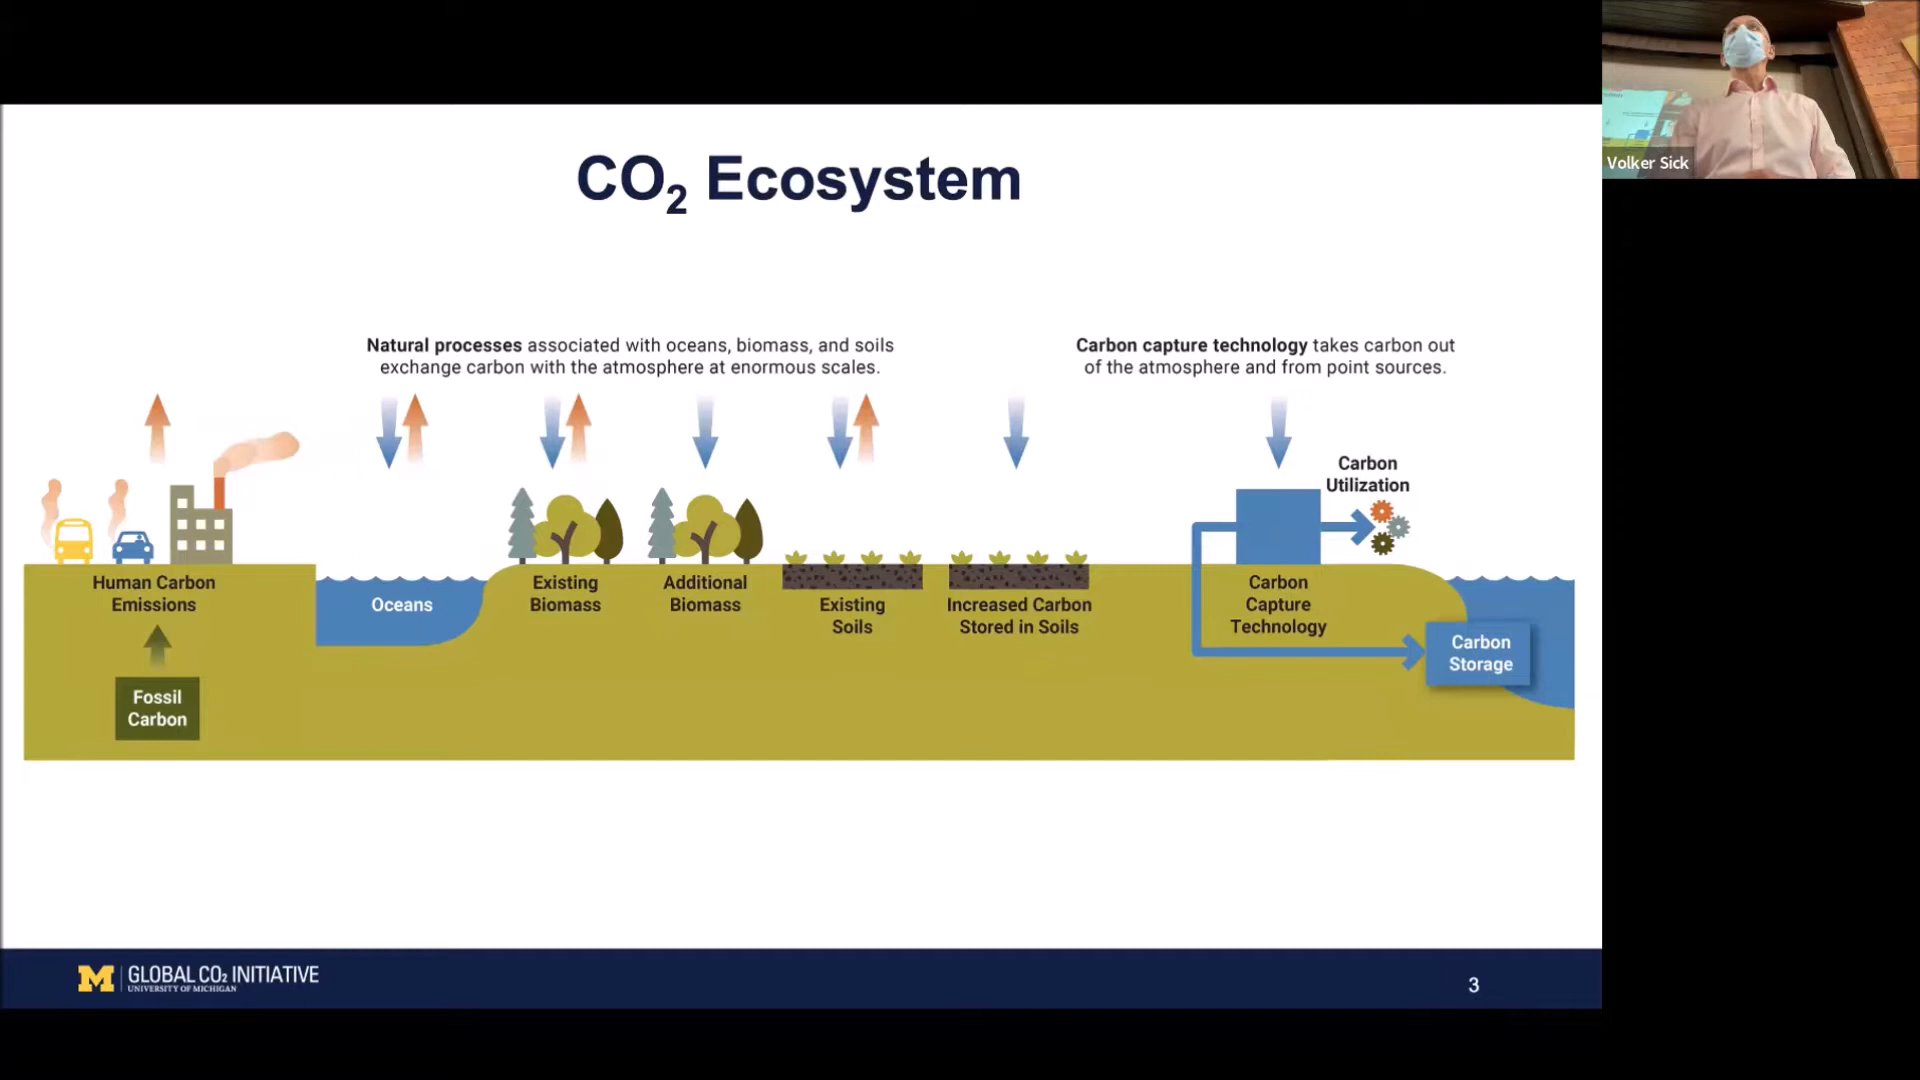 CO₂ Ecosystem
Natural processes associated with oceans, biomass, and soils
exchange carbon with the atmosphere at enormous scales.
Carbon capture technology takes carbon out
of the atmosphere and from point sources.
Carbon
Utilization
Human Carbon
Emissions
Fossil
Carbon
Oceans
Existing
Biomass
Additional
Biomass
Existing
Soils
Increased Carbon
Stored in Soils
Carbon
Capture
Technology
Carbon
Storage
M GLOBAL CO₂ INITIATIVE
UNIVERSITY OF MICHIGAN
3
Volker Sick